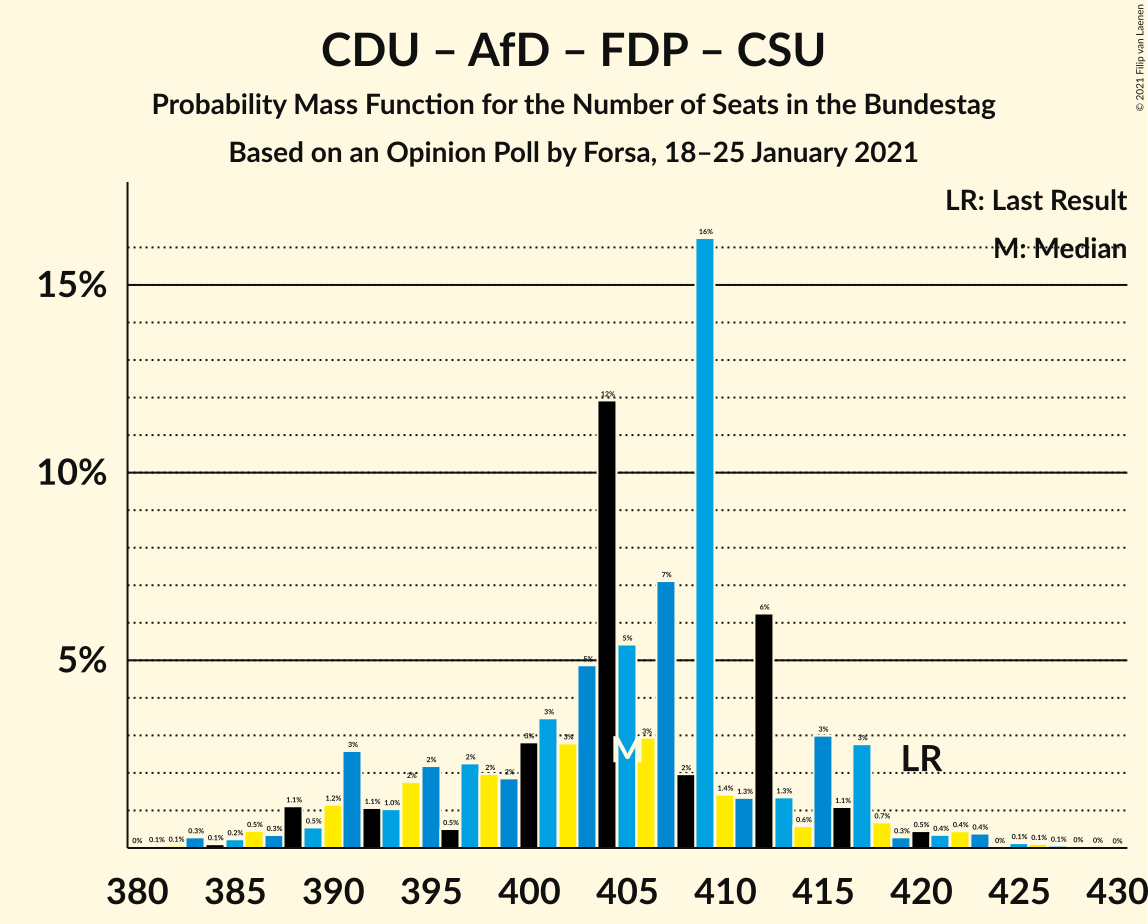 CDU – AfD – FDP – CSU
Probability Mass Function for the Number of Seats in the Bundestag
Based on an Opinion Poll by Forsa, 18–25 January 2021
© 2021 Filip van Laenen
LR: Last Result
M: Median
15%
10%
5%
0% 0.1% 0.1% 0.3% 0.1% 0.2% 0.5% 0.3% 1.1% 0.5% 1.2% 3% 1.1% 1.0% 2% 2% 0.5% 2% 2% 2% 3% 3% 3% 5% 12% 5% 3% 7% 2% 16% 1.4% 1.3% 6% 1.3% 0.6% 3% 1.1% 3% 0.7% 0.3% 0.5% 0.4% 0.4% 0.4% 0% 0.1% 0.1% 0.1% 0% 0% 0%
M
LR
380 385 390 395 400 405 410 415 420 425 430